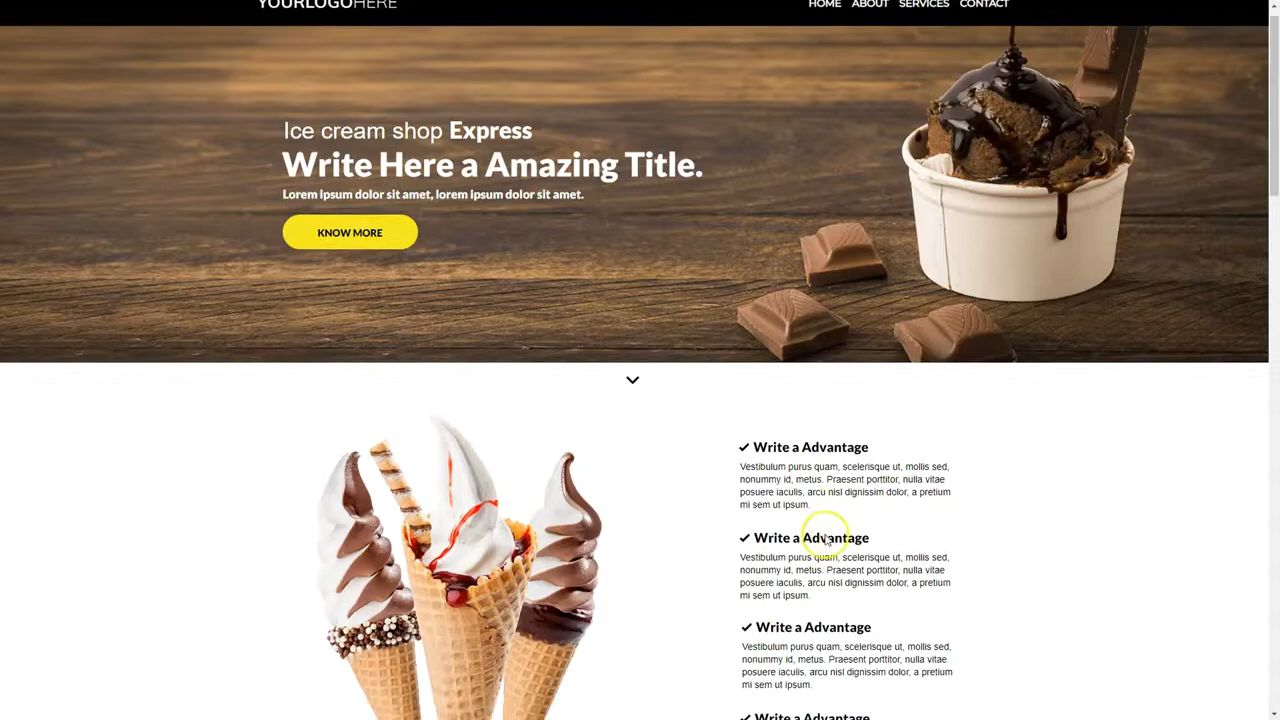 YOURLOGOHERE
HOME ABOUT SERVICES CONTACT
Ice cream shop Express
Write Here a Amazing Title.
Lorem ipsum dolor sit amet, lorem ipsum dolor sit amet.
KNOW MORE
Write a Advantage
Vestibulum purus quam, scelerisque ut, mollis sed,
nonummy id, metus. Praesent porttitor, nulla vitae
posuere iaculis, arcu nisl dignissim dolor, a pretium
mi sem ut ipsum.
Write a Advantage
Vestibulum purus quam, scelerisque ut, mollis sed,
nonummy id, metus. Praesent porttitor, nulla vitae
posuere iaculis, arcu nisl dignissim dolor, a pretium
mi sem ut ipsum.
Write a Advantage
Vestibulum purus quam, scelerisque ut, mollis sed,
nonummy id, metus. Praesent porttitor, nulla vitae
posuere iaculis, arcu nisl dignissim dolor, a pretium
mi sem ut ipsum.
Write a Advantage